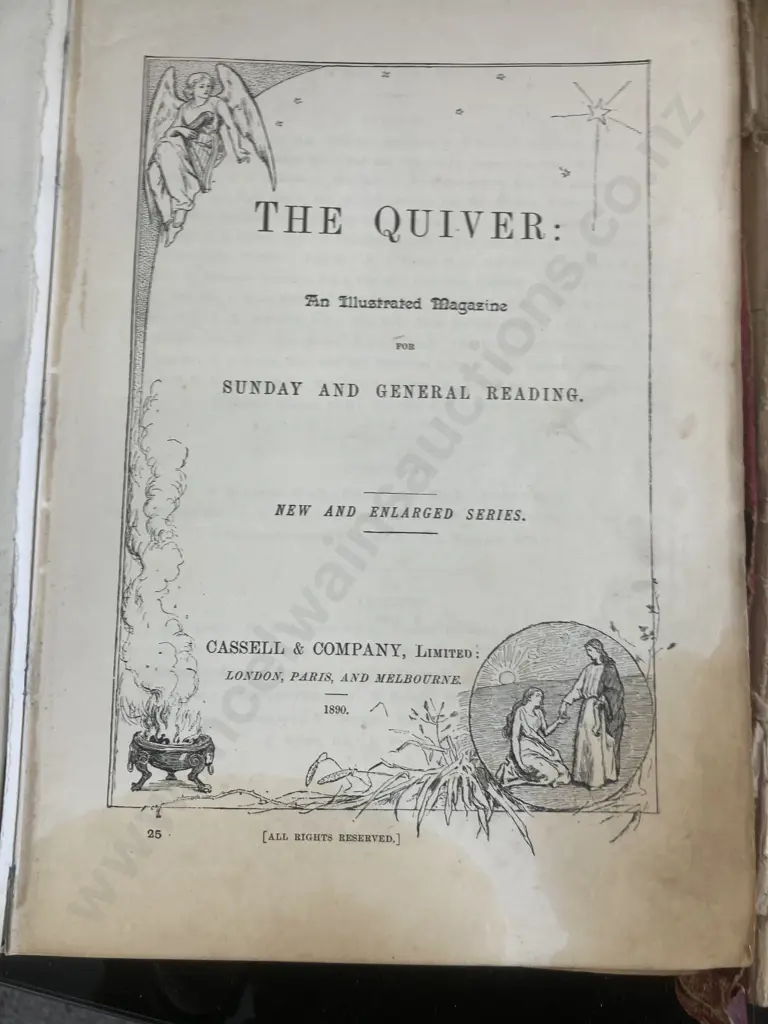 THE QUIVER:
An Illustrated Magazine
FOR
SUNDAY AND GENERAL READING.
NEW AND ENLARGED SERIES.
CASSELL & COMPANY, LIMITED:
LONDON, PARIS, AND MELBOURNE.
1890.
25
[ALL RIGHTS RESERVED.]